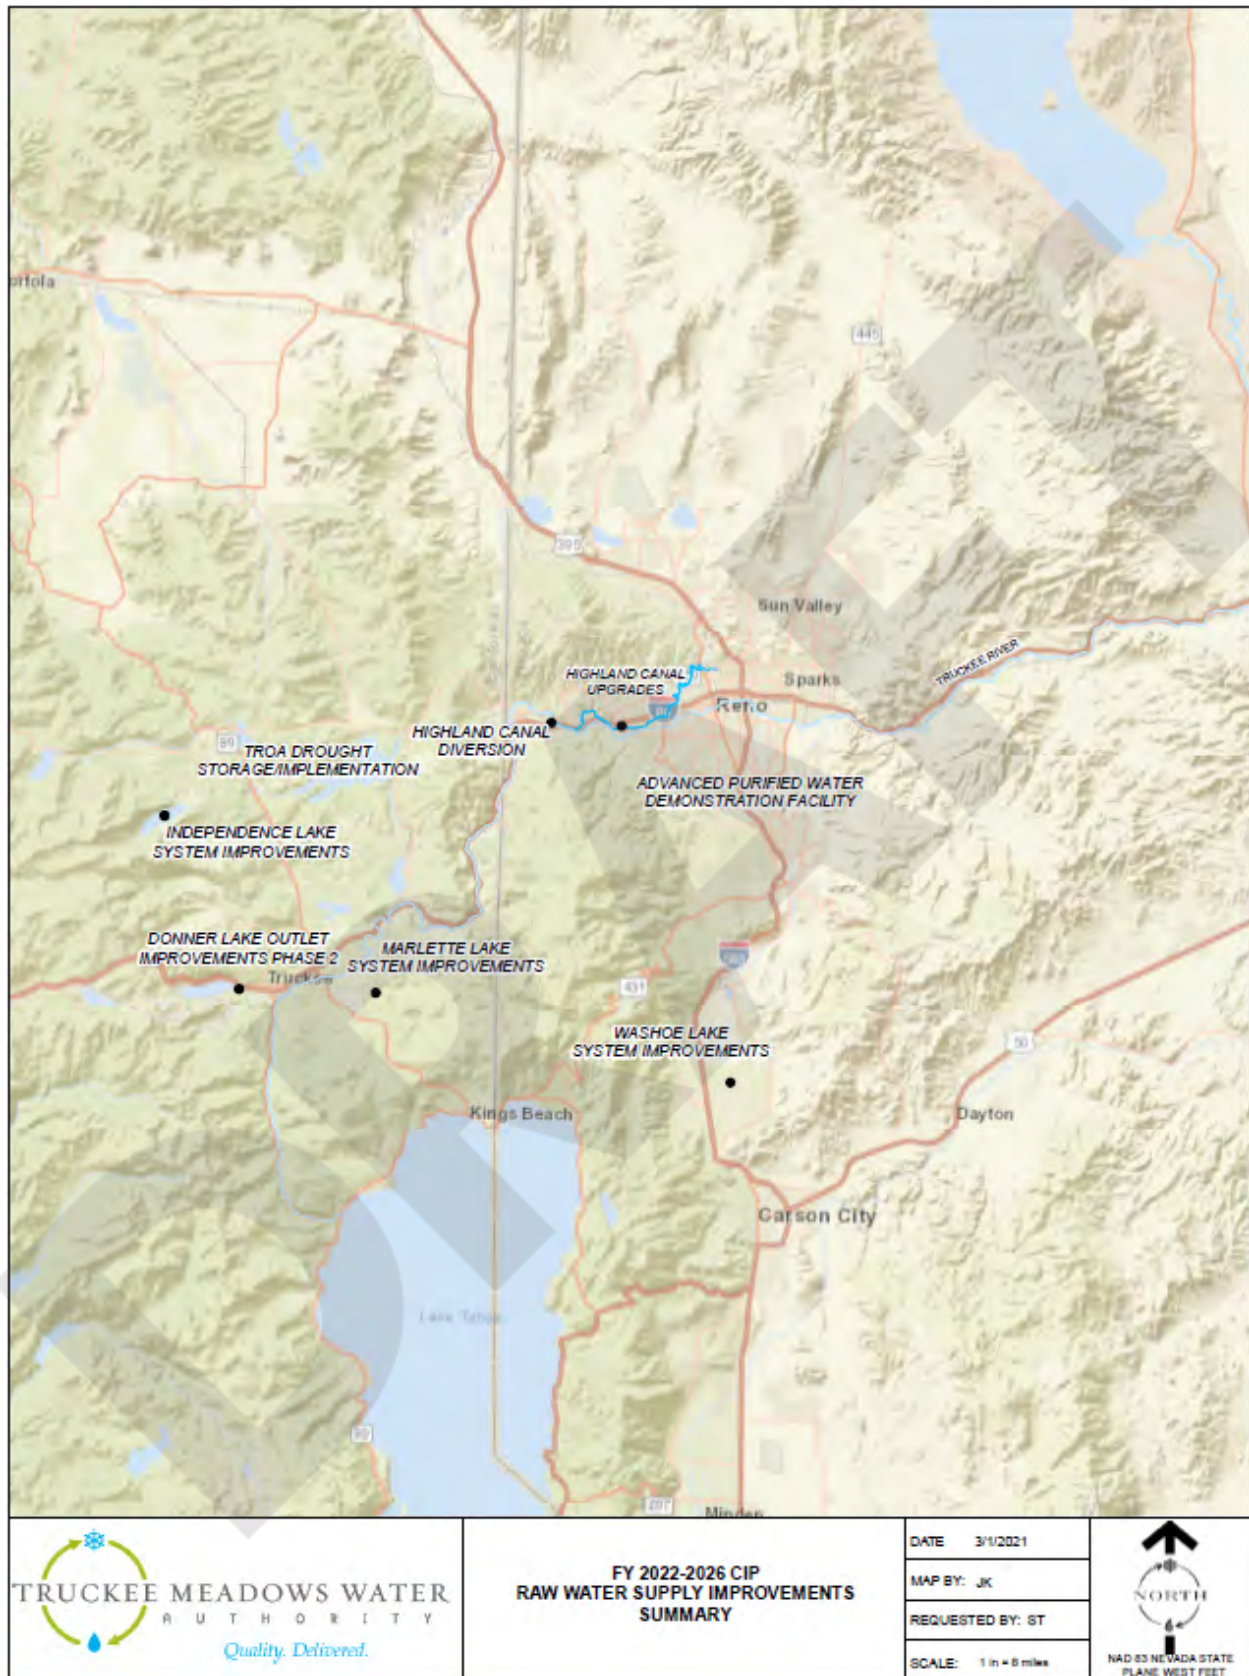 ortola
445
395
Sun Valley
TRUCKEE RIVER
HIGHLAND CANAL
UPGRADES
Sparks
Reno
80
HIGHLAND CANAL
DIVERSION
89
TROA DROUGHT
STORAGE/IMPLEMENTATION
ADVANCED PURIFIED WATER
DEMONSTRATION FACILITY
INDEPENDENCE LAKE
SYSTEM IMPROVEMENTS
DONNER LAKE OUTLET
IMPROVEMENTS PHASE 2
MARLETTE LAKE
SYSTEM IMPROVEMENTS
Truckee
580
431
WASHOE LAKE
SYSTEM IMPROVEMENTS
50
Kings Beach
Dayton
Carson City
Lake Tahoe
89
207
Minden
DRAFT
TRUCKEE MEADOWS WATER
AUTHORITY
Quality. Delivered.
FY 2022-2026 CIP
RAW WATER SUPPLY IMPROVEMENTS
SUMMARY
DATE 3/1/2021
MAP BY: JK
REQUESTED BY: ST
SCALE: 1 in = 8 miles
NORTH
NAD 83 NEVADA STATE
PLANE WEST FEET